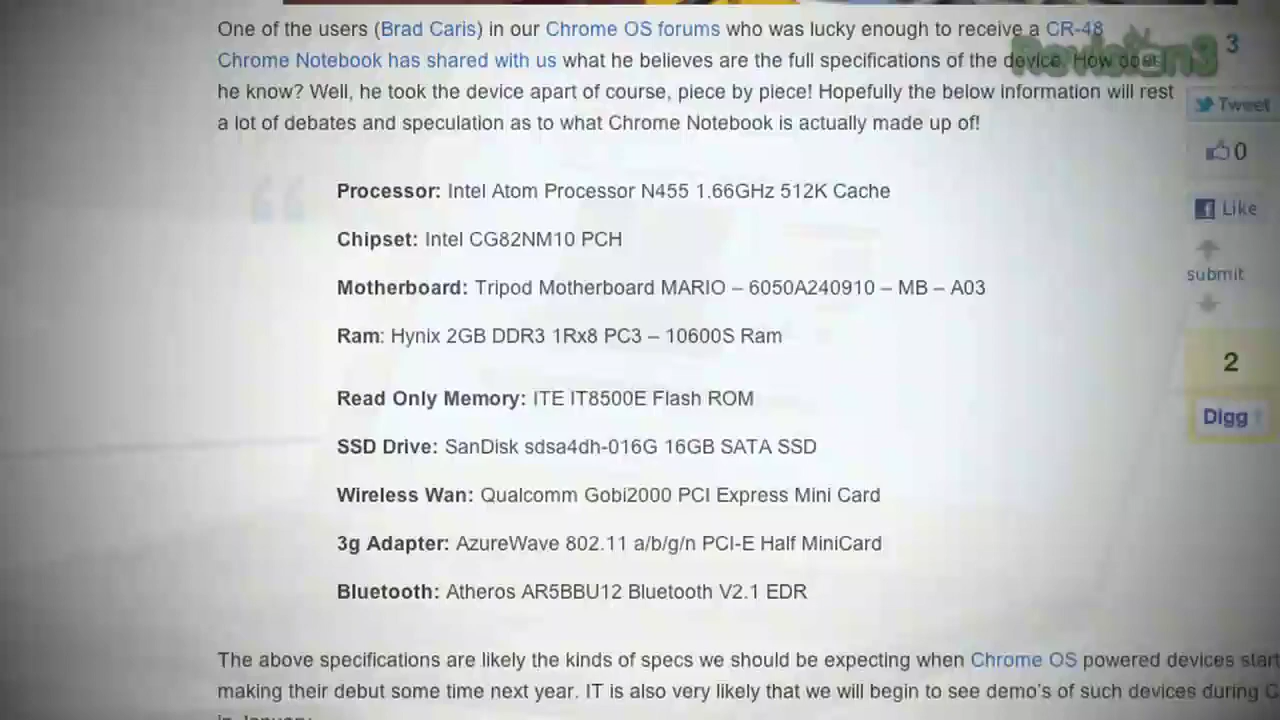 One of the users (Brad Caris) in our Chrome OS forums who was lucky enough to receive a CR-48
Chrome Notebook has shared with us what he believes are the full specifications of the device. How does
he know? Well, he took the device apart of course, piece by piece! Hopefully the below information will rest
a lot of debates and speculation as to what Chrome Notebook is actually made up of!
Revision3
3
Tweet
0
Like
submit
2
Digg
Processor: Intel Atom Processor N455 1.66GHz 512K Cache
Chipset: Intel CG82NM10 PCH
Motherboard: Tripod Motherboard MARIO – 6050A240910 – MB – A03
Ram: Hynix 2GB DDR3 1Rx8 PC3 – 10600S Ram
Read Only Memory: ITE IT8500E Flash ROM
SSD Drive: SanDisk sdsa4dh-016G 16GB SATA SSD
Wireless Wan: Qualcomm Gobi2000 PCI Express Mini Card
3g Adapter: AzureWave 802.11 a/b/g/n PCI-E Half MiniCard
Bluetooth: Atheros AR5BBU12 Bluetooth V2.1 EDR
The above specifications are likely the kinds of specs we should be expecting when Chrome OS powered devices start
making their debut some time next year. IT is also very likely that we will begin to see demo's of such devices during
in January